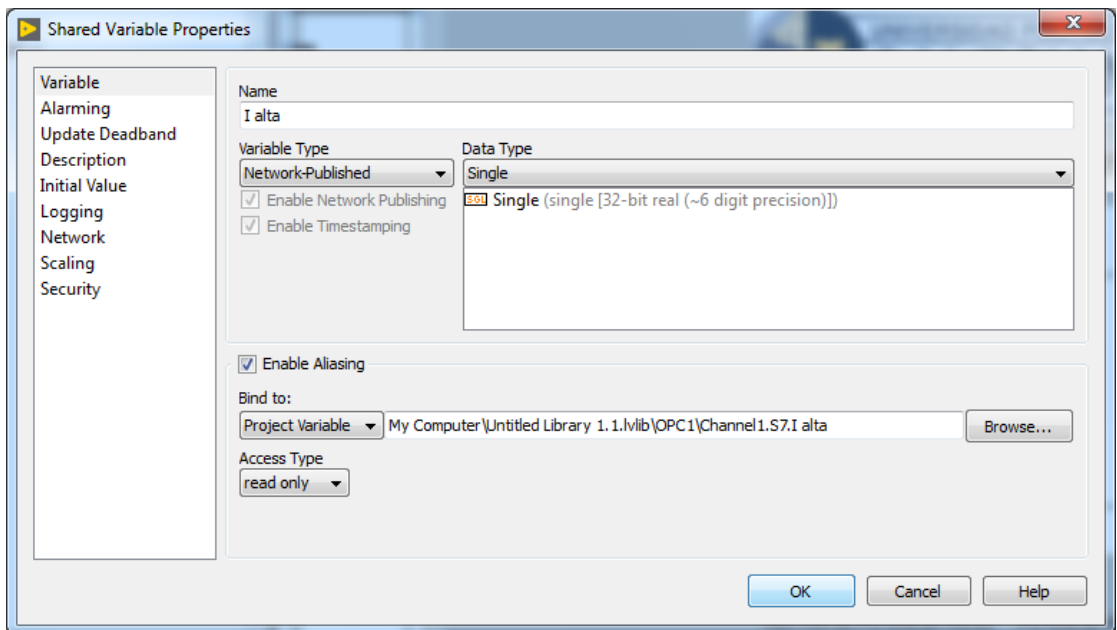 Shared Variable Properties
Variable
Alarming
Update Deadband
Description
Initial Value
Logging
Network
Scaling
Security
Name
I alta
Variable Type
Data Type
Network-Published
Single
Enable Network Publishing
SGL Single (single [32-bit real (~6 digit precision)])
Enable Timestamping
Enable Aliasing
Bind to:
Project Variable My Computer\Untitled Library 1.1.lvlib\OPC1\Channel1.S7.I alta Browse...
Access Type
read only
OK Cancel Help